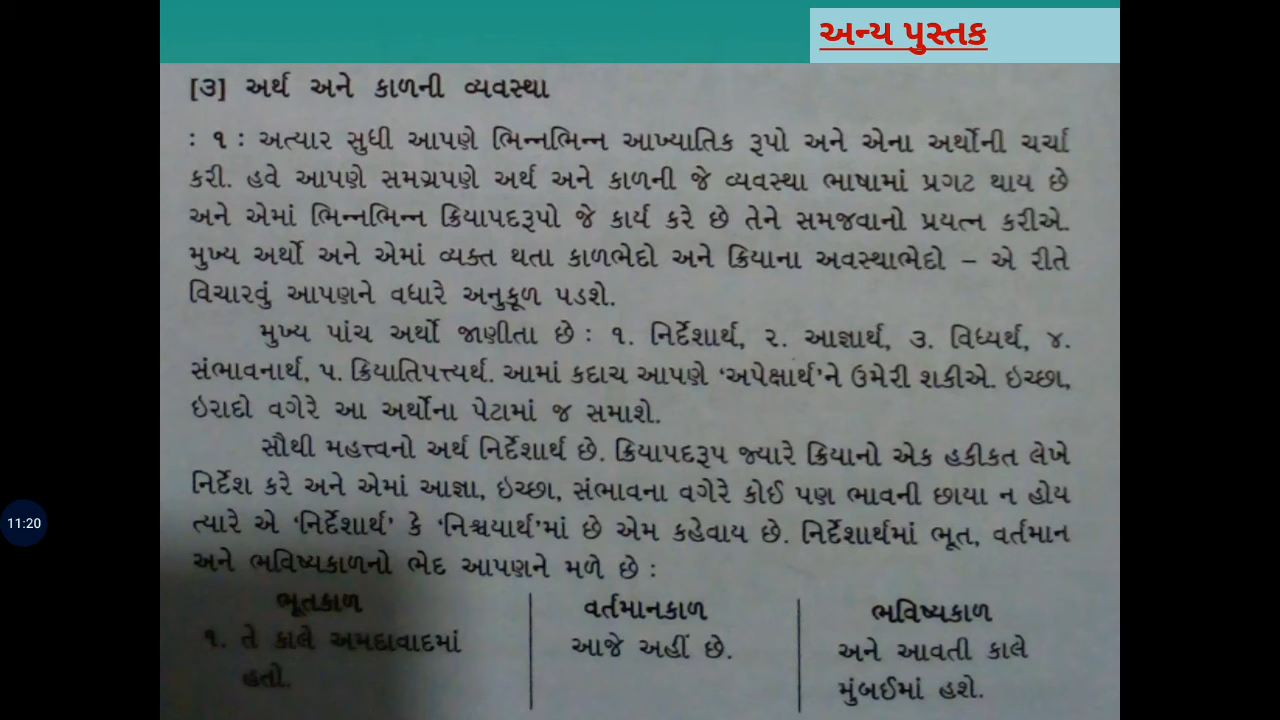 અન્ય પુસ્તક
[૩] અર્થ અને કાળની વ્યવસ્થા
: ૧ : અત્યાર સુધી આપણે ભિન્નભિન્ન આખ્યાતિક રૂપો અને એના અર્થોની ચર્ચા
કરી. હવે આપણે સમગ્રપણે અર્થ અને કાળની જે વ્યવસ્થા ભાષામાં પ્રગટ થાય છે
અને એમાં ભિન્નભિન્ન ક્રિયાપદરૂપો જે કાર્ય કરે છે તેને સમજવાનો પ્રયત્ન કરીએ.
મુખ્ય અર્થો અને એમાં વ્યક્ત થતા કાળભેદો અને ક્રિયાના અવસ્થાભેદો – એ રીતે
વિચારવું આપણને વધારે અનુકૂળ પડશે.
મુખ્ય પાંચ અર્થો જાણીતા છે : ૧. નિર્દેશાર્થ, ૨. આજ્ઞાર્થ, ૩. વિધ્યર્થ, ૪.
સંભાવનાર્થ, ૫. ક્રિયાતિપત્ત્યર્થ. આમાં કદાચ આપણે ‘અપેક્ષાર્થ’ને ઉમેરી શકીએ. ઇચ્છા,
ઇરાદો વગેરે આ અર્થોના પેટામાં જ સમાશે.
સૌથી મહત્ત્વનો અર્થ નિર્દેશાર્થ છે. ક્રિયાપદરૂપ જ્યારે ક્રિયાનો એક હકીકત લેખે
નિર્દેશ કરે અને એમાં આજ્ઞા, ઇચ્છા, સંભાવના વગેરે કોઈ પણ ભાવની છાયા ન હોય
ત્યારે એ ‘નિર્દેશાર્થ’ કે ‘નિશ્ચયાર્થ’માં છે એમ કહેવાય છે. નિર્દેશાર્થમાં ભૂત, વર્તમાન
અને ભવિષ્યકાળનો ભેદ આપણને મળે છે :
ભૂતકાળ વર્તમાનકાળ ભવિષ્યકાળ
૧. તે કાલે અમદાવાદમાં આજે અહીં છે. અને આવતી કાલે
હતો. મુંબઈમાં હશે.
11:20